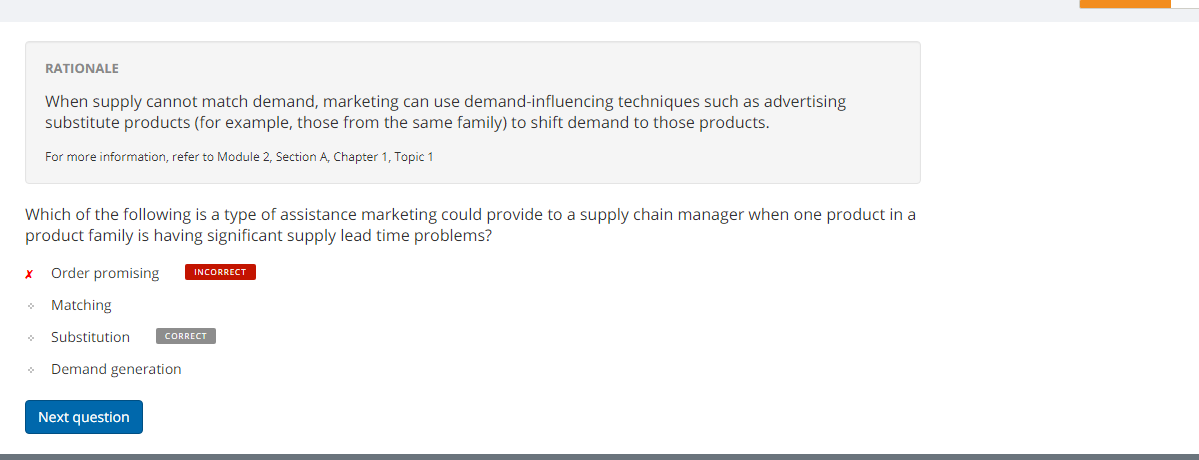 RATIONALE
When supply cannot match demand, marketing can use demand-influencing techniques such as advertising
substitute products (for example, those from the same family) to shift demand to those products.
For more information, refer to Module 2, Section A, Chapter 1, Topic 1
Which of the following is a type of assistance marketing could provide to a supply chain manager when one product in a
product family is having significant supply lead time problems?
✗ Order promising INCORRECT
Matching
Substitution CORRECT
Demand generation
Next question